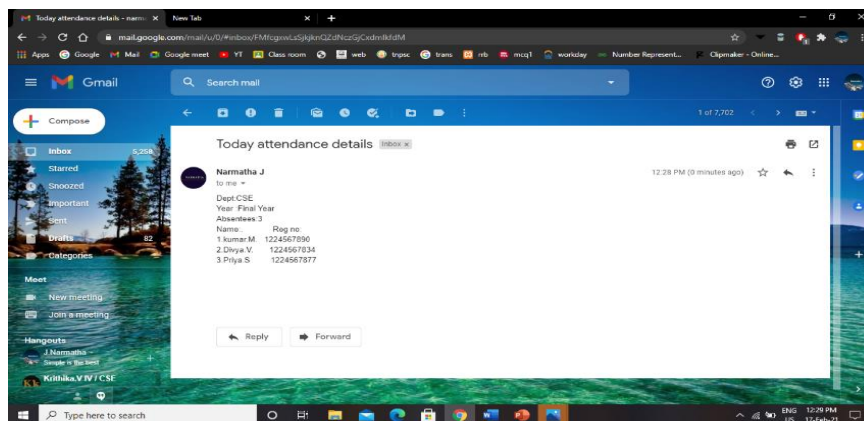 Today attendance details - narma
New Tab
mail.google.com/mail/u/0/#inbox/FMfcgxwLsSjkjknQZdNczGjCxdmlkfdM
Apps Google Mail Google meet YT Class room web tnpsc trans rrb mcq1 workday Number Represent... Clipmaker - Online...
Gmail
Search mail
Compose
1 of 7,702
Inbox 5,258
Starred
Snoozed
Important
Sent
Drafts 82
Categories
Meet
New meeting
Join a meeting
Hangouts
J.Narmatha
Simple is the best
Krithika.V IV / CSE
Today attendance details Inbox x
Narmatha J
12:28 PM (0 minutes ago)
to me
Dept:CSE
Year :Final Year
Absentees:3
Name:. Reg no:
1.kumar.M. 1224567890
2.Divya.V. 1224567834
3.Priya.S 1224567877
Reply Forward
Type here to search
ENG 12:29 PM
US 17-Feb-21